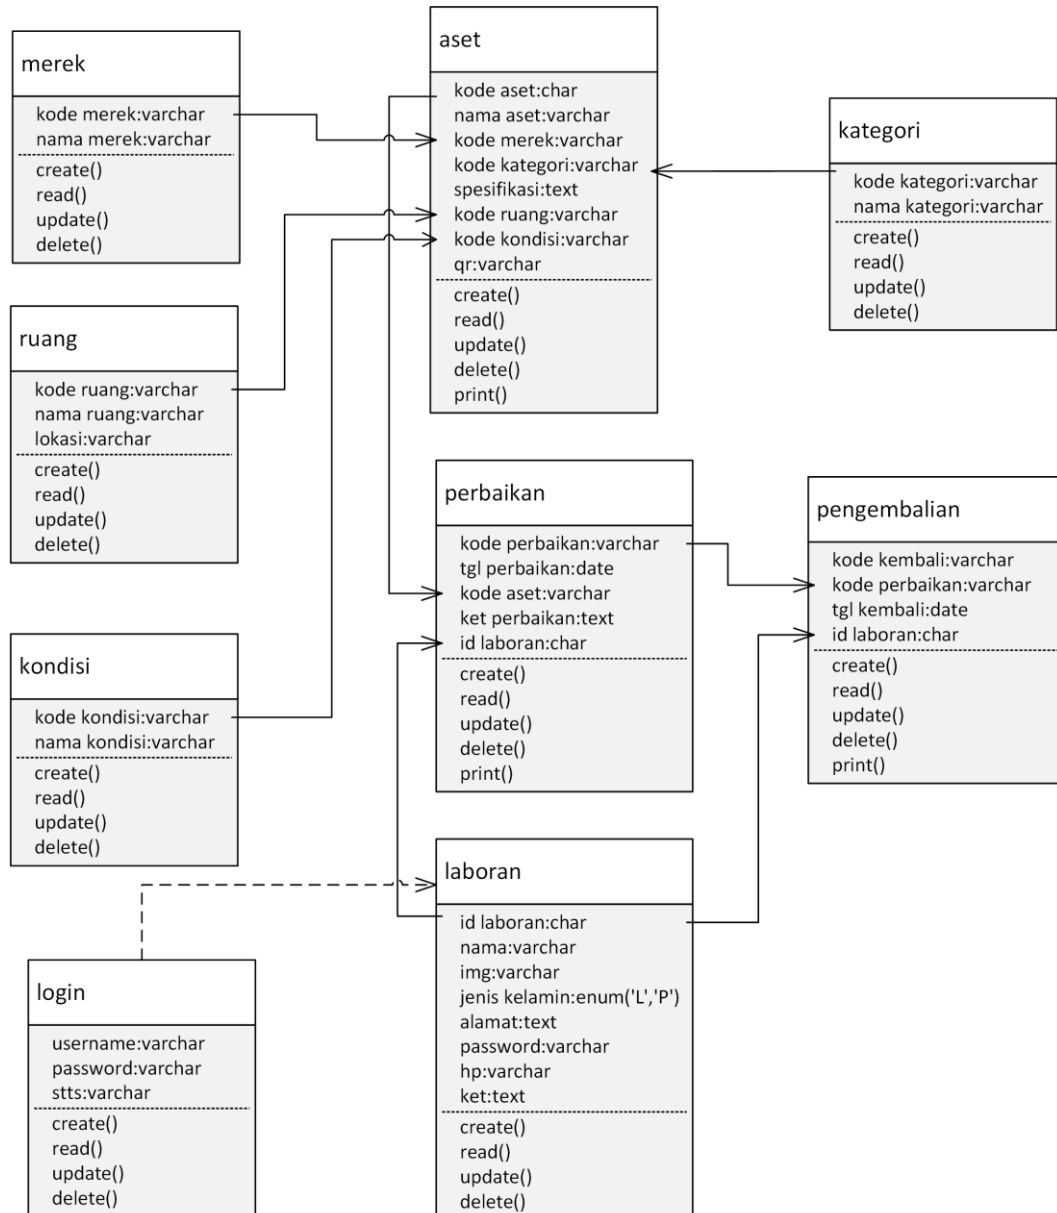 merek
kode merek:varchar
nama merek:varchar
create()
read()
update()
delete()
aset
kode aset:char
nama aset:varchar
kode merek:varchar
kode kategori:varchar
spesifikasi:text
kode ruang:varchar
kode kondisi:varchar
qr:varchar
create()
read()
update()
delete()
print()
kategori
kode kategori:varchar
nama kategori:varchar
create()
read()
update()
delete()
ruang
kode ruang:varchar
nama ruang:varchar
lokasi:varchar
create()
read()
update()
delete()
perbaikan
kode perbaikan:varchar
tgl perbaikan:date
kode aset:varchar
ket perbaikan:text
id laboran:char
create()
read()
update()
delete()
print()
pengembalian
kode kembali:varchar
kode perbaikan:varchar
tgl kembali:date
id laboran:char
create()
read()
update()
delete()
print()
kondisi
kode kondisi:varchar
nama kondisi:varchar
create()
read()
update()
delete()
laboran
id laboran:char
nama:varchar
img:varchar
jenis kelamin:enum('L','P')
alamat:text
password:varchar
hp:varchar
ket:text
create()
read()
update()
delete()
login
username:varchar
password:varchar
stts:varchar
create()
read()
update()
delete()